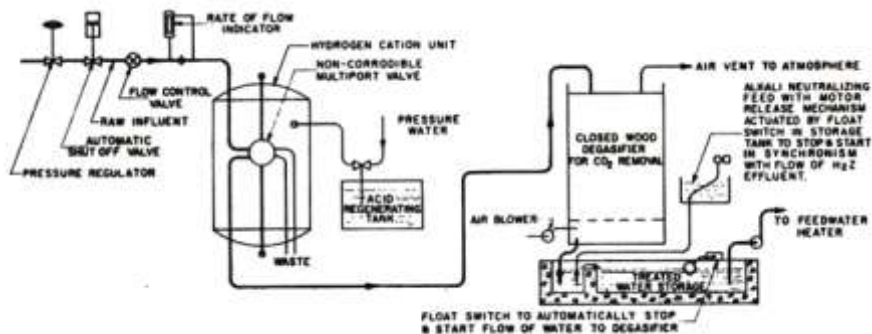 RATE OF FLOW
INDICATOR
HYDROGEN CATION UNIT
NON-CORRODIBLE
MULTIPORT VALVE
FLOW CONTROL
VALVE
RAW INFLUENT
AUTOMATIC
SHUT OFF VALVE
PRESSURE REGULATOR
PRESSURE
WATER
ACID
REGENERATING
TANK
WASTE
AIR VENT TO ATMOSPHERE
CLOSED WOOD
DEGASIFIER
FOR CO2 REMOVAL
ALKALI NEUTRALIZING
FEED WITH MOTOR
RELEASE MECHANISM
ACTUATED BY FLOAT
SWITCH IN STORAGE
TANK TO STOP & START
IN SYNCHRONISM
WITH FLOW OF H2Z
EFFLUENT.
AIR BLOWER
TO FEEDWATER
HEATER
TREATED
WATER STORAGE
FLOAT SWITCH TO AUTOMATICALLY STOP
& START FLOW OF WATER TO DEGASIFIER